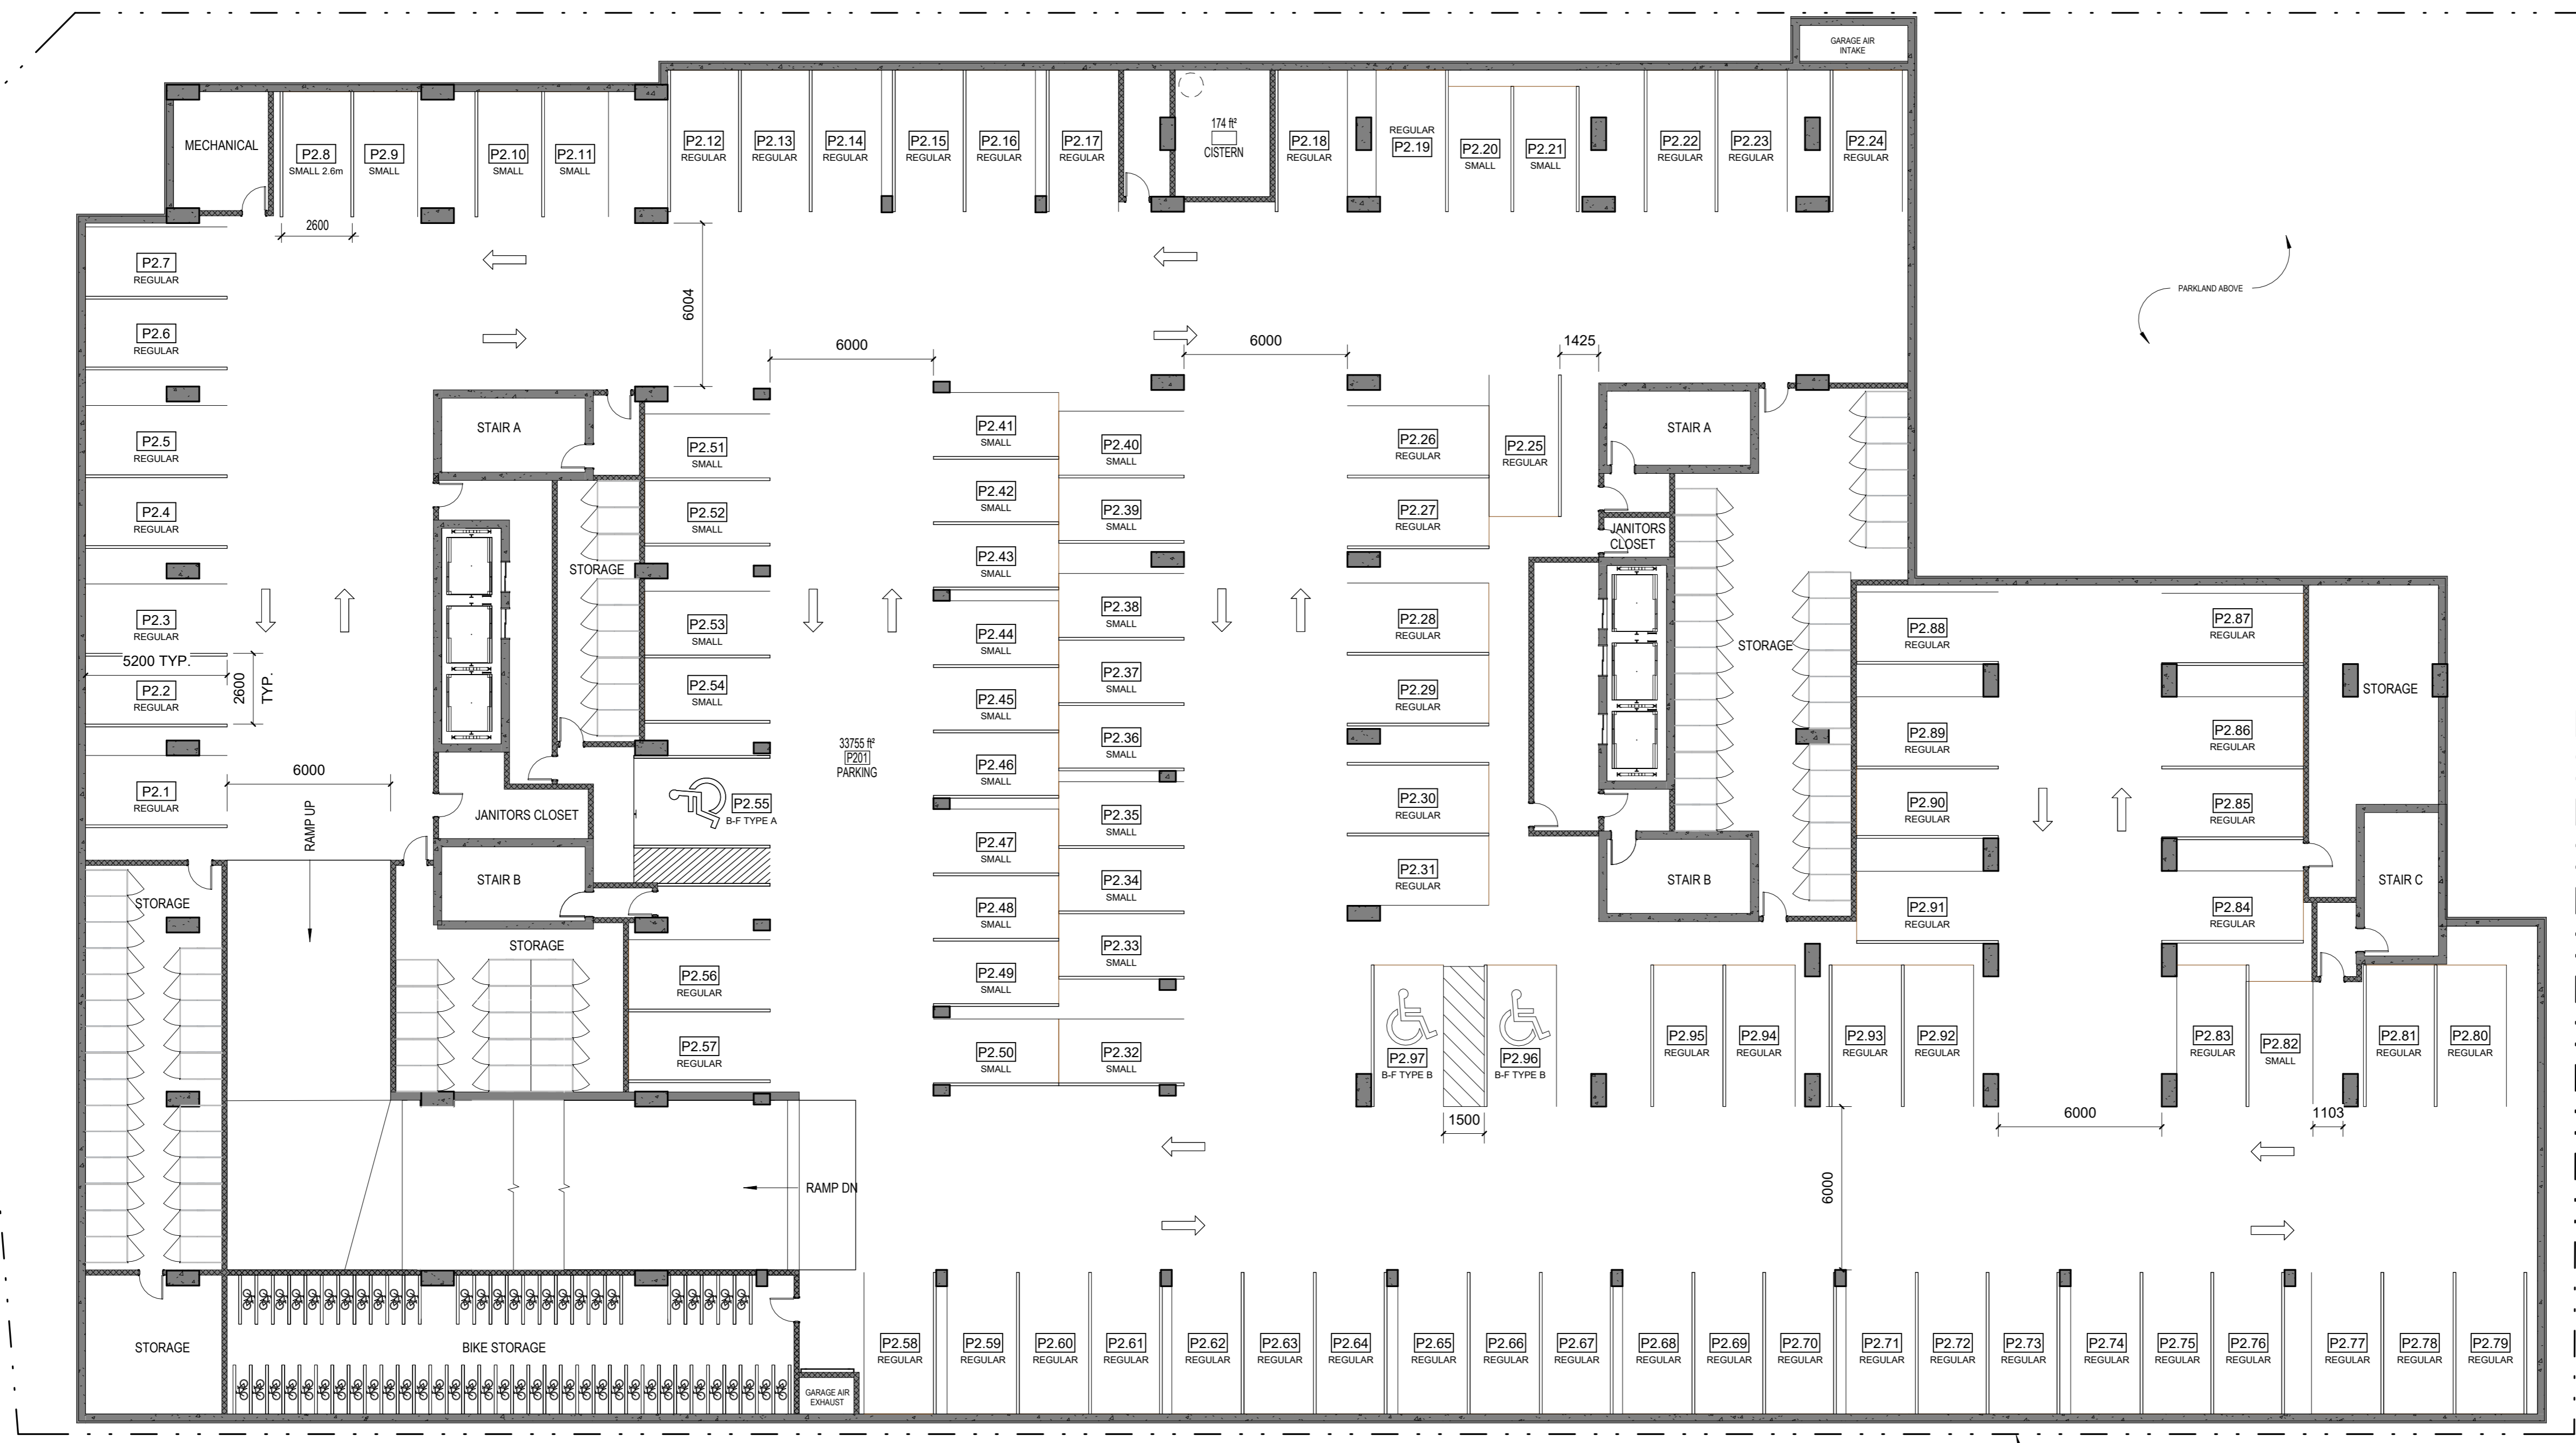 GARAGE AIR
INTAKE
MECHANICAL
P2.8
SMALL 2.6m
P2.9
SMALL
P2.10
SMALL
P2.11
SMALL
P2.12
REGULAR
P2.13
REGULAR
P2.14
REGULAR
P2.15
REGULAR
P2.16
REGULAR
P2.17
REGULAR
174 ft²
CISTERN
P2.18
REGULAR
REGULAR
P2.19
P2.20
SMALL
P2.21
SMALL
P2.22
REGULAR
P2.23
REGULAR
P2.24
REGULAR
2600
P2.7
REGULAR
P2.6
REGULAR
P2.5
REGULAR
P2.4
REGULAR
P2.3
REGULAR
5200 TYP.
P2.2
REGULAR
2600
TYP.
P2.1
REGULAR
6000
RAMP UP
6004
6000
6000
1425
PARKLAND ABOVE
STAIR A
STORAGE
JANITORS CLOSET
STAIR B
STORAGE
STORAGE
P2.51
SMALL
P2.52
SMALL
P2.53
SMALL
P2.54
SMALL
P2.55
B-F TYPE A
P2.56
REGULAR
P2.57
REGULAR
33755 ft²
P201
PARKING
P2.41
SMALL
P2.42
SMALL
P2.43
SMALL
P2.44
SMALL
P2.45
SMALL
P2.46
SMALL
P2.47
SMALL
P2.48
SMALL
P2.49
SMALL
P2.50
SMALL
P2.40
SMALL
P2.39
SMALL
P2.38
SMALL
P2.37
SMALL
P2.36
SMALL
P2.35
SMALL
P2.34
SMALL
P2.33
SMALL
P2.32
SMALL
P2.26
REGULAR
P2.25
REGULAR
P2.27
REGULAR
P2.28
REGULAR
P2.29
REGULAR
P2.30
REGULAR
P2.31
REGULAR
STAIR A
JANITORS
CLOSET
STORAGE
STAIR B
P2.88
REGULAR
P2.89
REGULAR
P2.90
REGULAR
P2.91
REGULAR
P2.87
REGULAR
P2.86
REGULAR
P2.85
REGULAR
P2.84
REGULAR
STORAGE
STAIR C
P2.97
B-F TYPE B
P2.96
B-F TYPE B
1500
P2.95
REGULAR
P2.94
REGULAR
P2.93
REGULAR
P2.92
REGULAR
P2.83
REGULAR
P2.82
SMALL
P2.81
REGULAR
P2.80
REGULAR
6000
1103
6000
RAMP DN
STORAGE
BIKE STORAGE
GARAGE AIR
EXHAUST
P2.58
REGULAR
P2.59
REGULAR
P2.60
REGULAR
P2.61
REGULAR
P2.62
REGULAR
P2.63
REGULAR
P2.64
REGULAR
P2.65
REGULAR
P2.66
REGULAR
P2.67
REGULAR
P2.68
REGULAR
P2.69
REGULAR
P2.70
REGULAR
P2.71
REGULAR
P2.72
REGULAR
P2.73
REGULAR
P2.74
REGULAR
P2.75
REGULAR
P2.76
REGULAR
P2.77
REGULAR
P2.78
REGULAR
P2.79
REGULAR